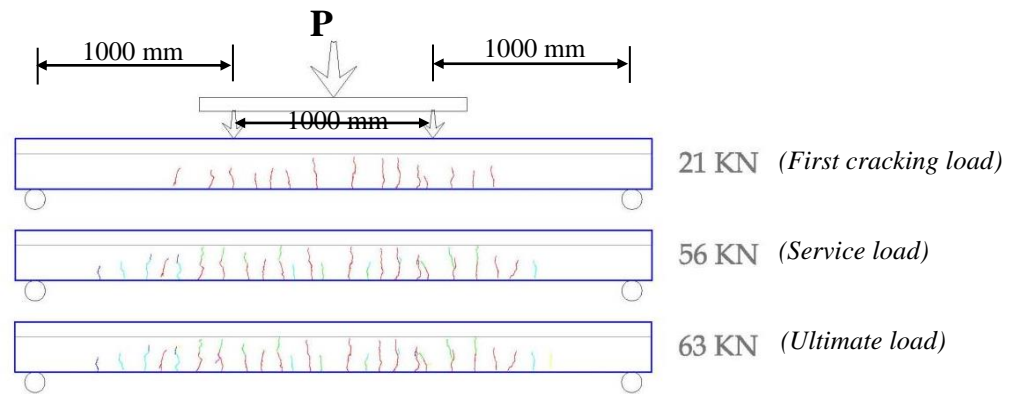 P
1000 mm
1000 mm
1000 mm
21 KN (First cracking load)
56 KN (Service load)
63 KN (Ultimate load)